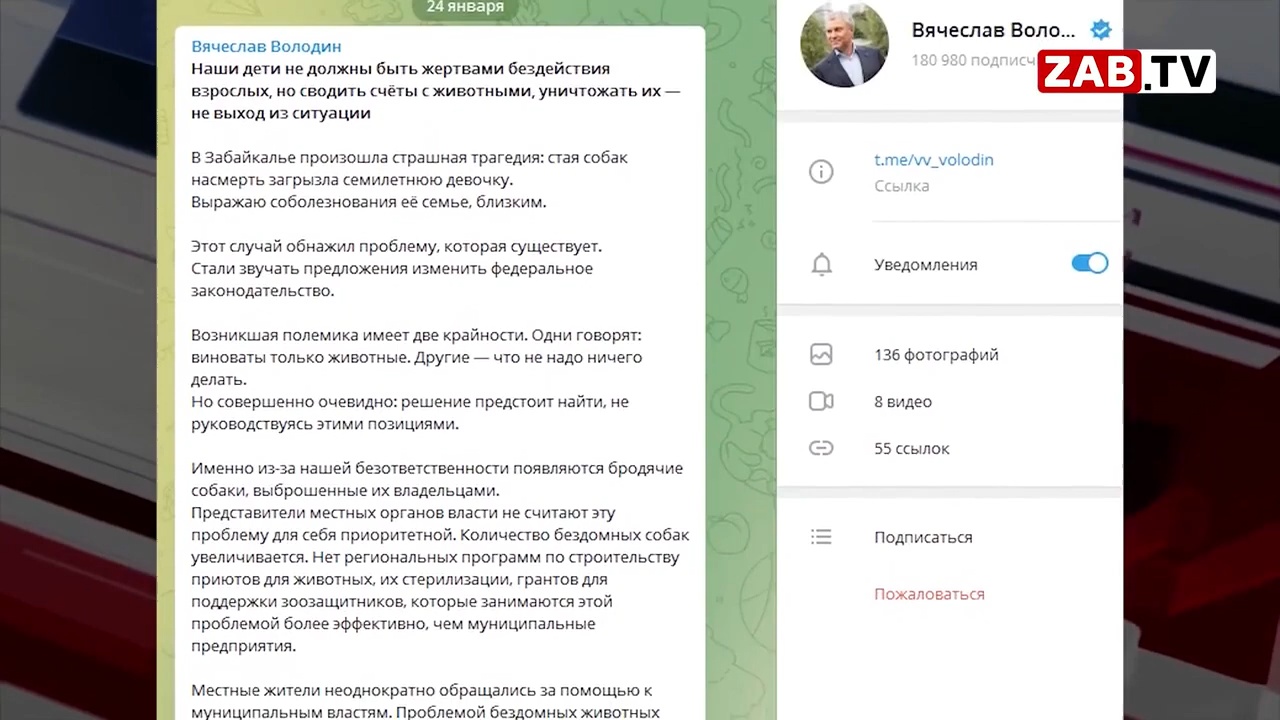 24 января
Вячеслав Володин
Наши дети не должны быть жертвами бездействия
взрослых, но сводить счёты с животными, уничтожать их —
не выход из ситуации
В Забайкалье произошла страшная трагедия: стая собак
насмерть загрызла семилетнюю девочку.
Выражаю соболезнования её семье, близким.
Этот случай обнажил проблему, которая существует.
Стали звучать предложения изменить федеральное
законодательство.
Возникшая полемика имеет две крайности. Одни говорят:
виноваты только животные. Другие — что не надо ничего
делать.
Но совершенно очевидно: решение предстоит найти, не
руководствуясь этими позициями.
Именно из-за нашей безответственности появляются бродячие
собаки, выброшенные их владельцами.
Представители местных органов власти не считают эту
проблему для себя приоритетной. Количество бездомных собак
увеличивается. Нет региональных программ по строительству
приютов для животных, их стерилизации, грантов для
поддержки зоозащитников, которые занимаются этой
проблемой более эффективно, чем муниципальные
предприятия.
Местные жители неоднократно обращались за помощью к
муниципальным властям. Проблемой бездомных животных
Вячеслав Воло...
180 980 подписч
ZAB.TV
t.me/vv_volodin
Ссылка
Уведомления
136 фотографий
8 видео
55 ссылок
Подписаться
Пожаловаться